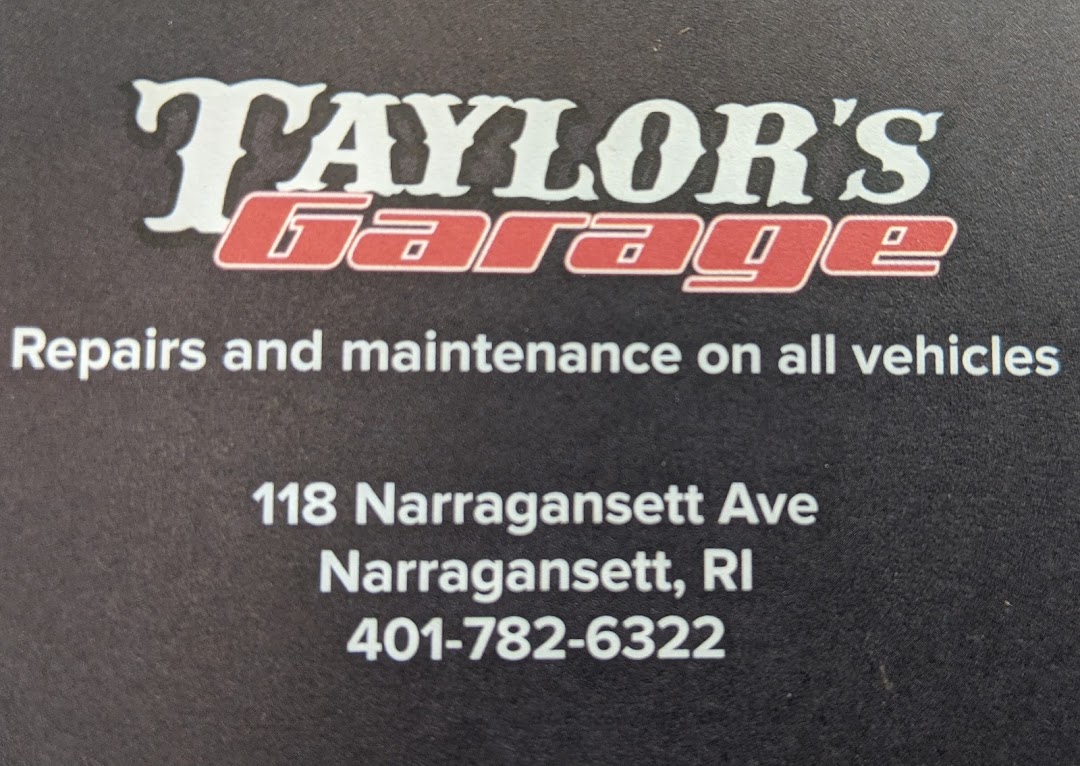 TAYLOR'S
Garage
Repairs and maintenance on all vehicles
118 Narragansett Ave
Narragansett, RI
401-782-6322